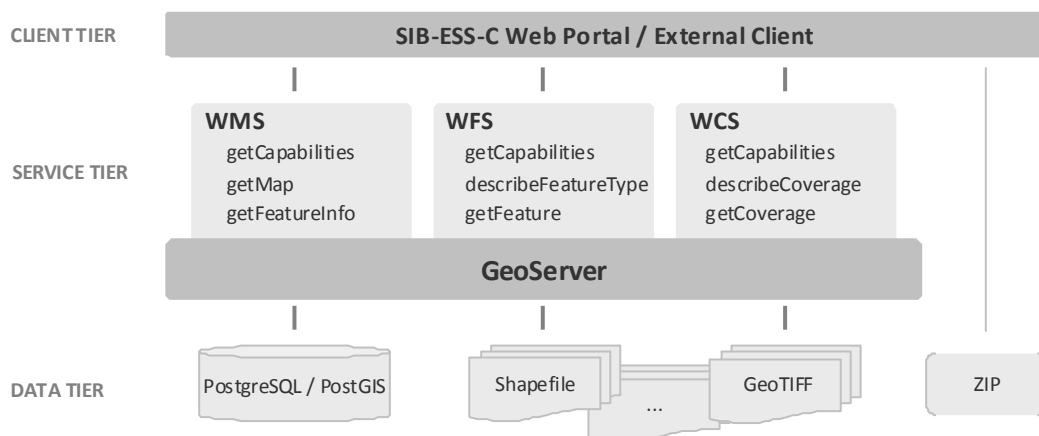 CLIENT TIER
SIB-ESS-C Web Portal / External Client
SERVICE TIER
WMS
getCapabilities
getMap
getFeatureInfo
WFS
getCapabilities
describeFeatureType
getFeature
WCS
getCapabilities
describeCoverage
getCoverage
GeoServer
DATA TIER
PostgreSQL / PostGIS
Shapefile
...
GeoTIFF
ZIP